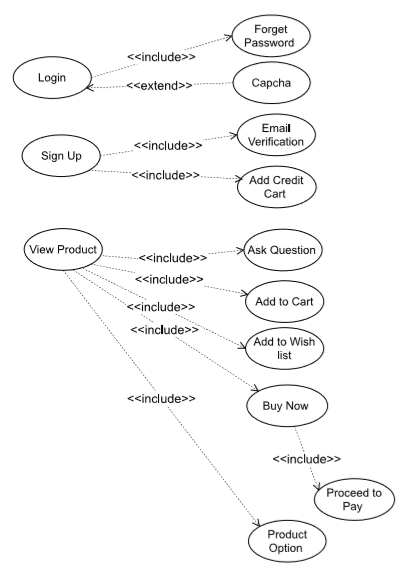 Forget
Password
<<include>>
Login
<<extend>>
Capcha
Email
Verification
<<include>>
Sign Up
<<include>>
Add Credit
Cart
View Product
<<include>>
Ask Question
<<include>>
Add to Cart
<<include>>
<<include>>
Add to Wish
list
<<include>>
Buy Now
<<include>>
Proceed to
Pay
Product
Option